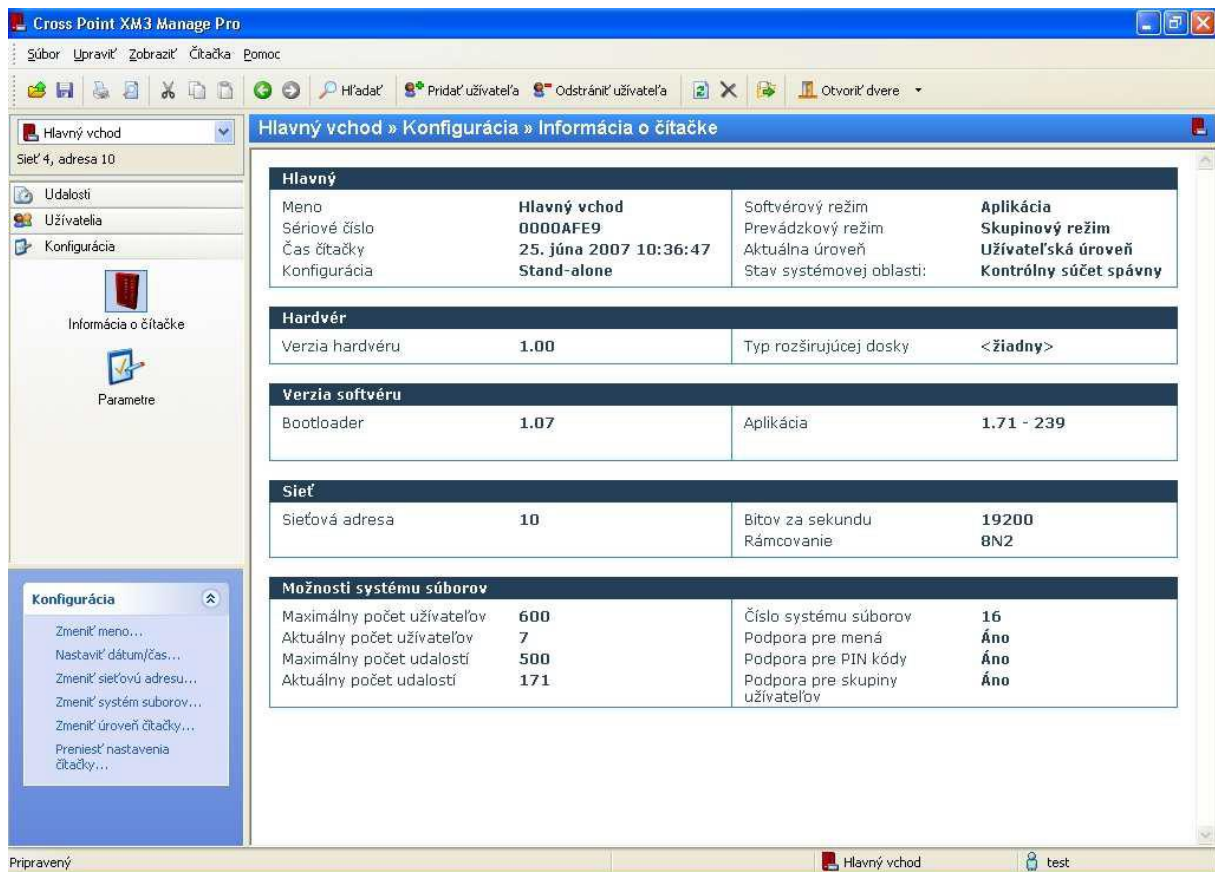 Cross Point XM3 Manage Pro
Súbor Upraviť Zobraziť Čítačka Pomoc
Hľadať Pridať užívateľa Odstrániť užívateľa Otvoriť dvere
Hlavný vchod
Sieť 4, adresa 10
Udalosti
Užívatelia
Konfigurácia
Informácia o čítačke
Parametre
Konfigurácia
Zmeniť meno...
Nastaviť dátum/čas...
Zmeniť sieťovú adresu...
Zmeniť systém suborov...
Zmeniť úroveň čítačky...
Preniesť nastavenia
čítačky...
Hlavný vchod » Konfigurácia » Informácia o čítačke
Hlavný
Meno Hlavný vchod Softvérový režim Aplikácia
Sériové číslo 0000AFE9 Prevádzkový režim Skupinový režim
Čas čítačky 25. júna 2007 10:36:47 Aktuálna úroveň Užívateľská úroveň
Konfigurácia Stand-alone Stav systémovej oblasti: Kontrólny súčet spávny
Hardvér
Verzia hardvéru 1.00 Typ rozširujúcej dosky <žiadny>
Verzia softvéru
Bootloader 1.07 Aplikácia 1.71 - 239
Sieť
Sieťová adresa 10 Bitov za sekundu 19200
Rámcovanie 8N2
Možnosti systému súborov
Maximálny počet užívateľov 600 Číslo systému súborov 16
Aktuálny počet užívateľov 7 Podpora pre mená Áno
Maximálny počet udalostí 500 Podpora pre PIN kódy Áno
Aktuálny počet udalostí 171 Podpora pre skupiny Áno
užívateľov
Pripravený Hlavný vchod test